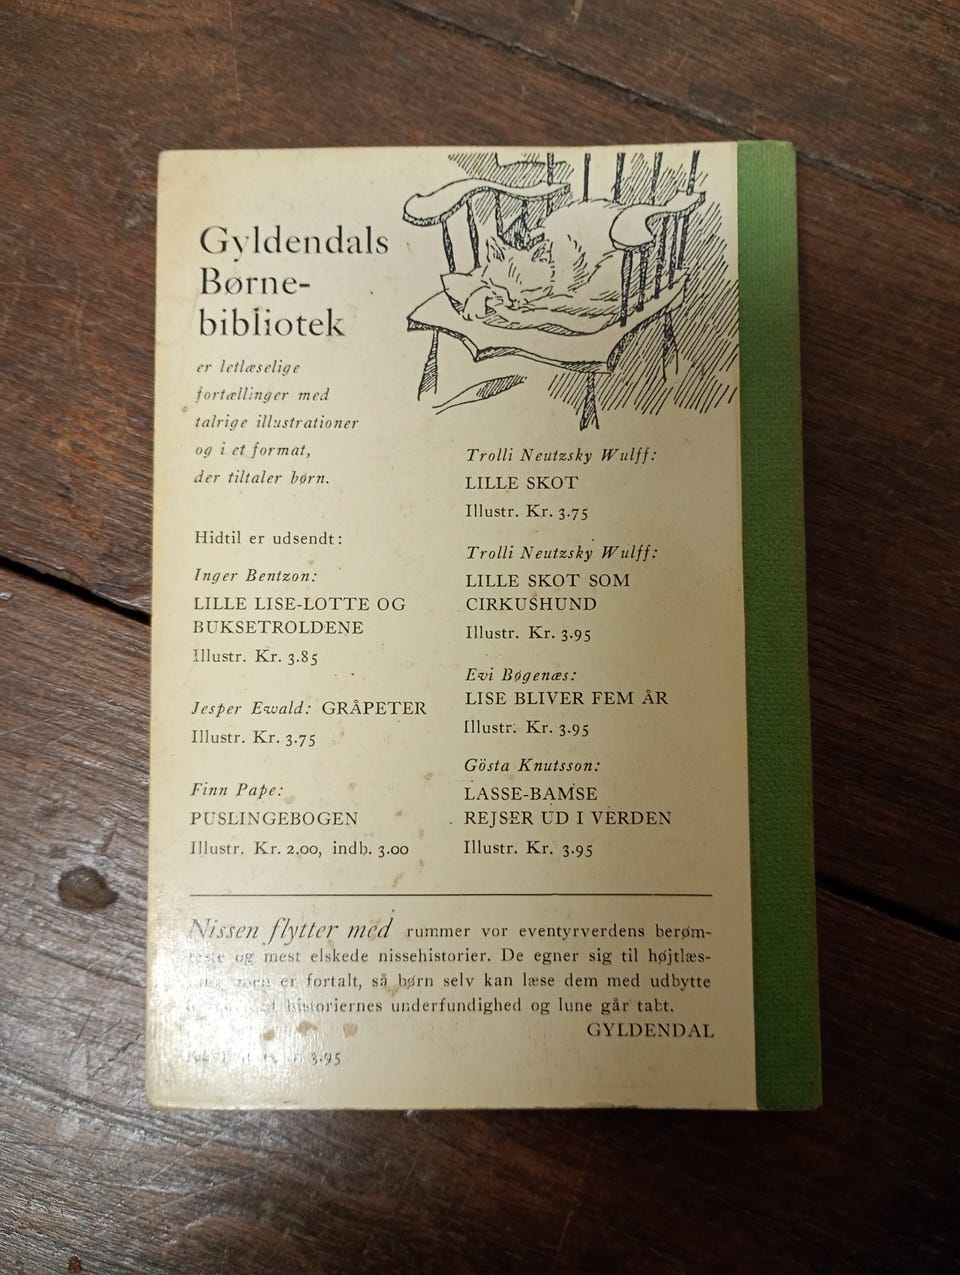 Gyldendals
Børne-
bibliotek
er letlæselige
fortællinger med
talrige illustrationer
og i et format,
der tiltaler børn.
Hidtil er udsendt:
Inger Bentzon:
LILLE LISE-LOTTE OG
BUKSETROLDENE
Illustr. Kr. 3.85
Jesper Ewald: GRÅPETER
Illustr. Kr. 3.75
Finn Pape:
PUSLINGEBOGEN
Illustr. Kr. 2.00, indb. 3.00
Trolli Neutzsky Wulff:
LILLE SKOT
Illustr. Kr. 3.75
Trolli Neutzsky Wulff:
LILLE SKOT SOM
CIRKUSHUND
Illustr. Kr. 3.95
Evi Bøgenæs:
LISE BLIVER FEM ÅR
Illustr. Kr. 3.95
Gösta Knutsson:
LASSE-BAMSE
REJSER UD I VERDEN
Illustr. Kr. 3.95
Nissen flytter med rummer vor eventyrverdens berøm-
teste og mest elskede nissehistorier. De egner sig til højtlæs-
men er fortalt, så børn selv kan læse dem med udbytte
at historiernes underfundighed og lune går tabt.
GYLDENDAL
3.95